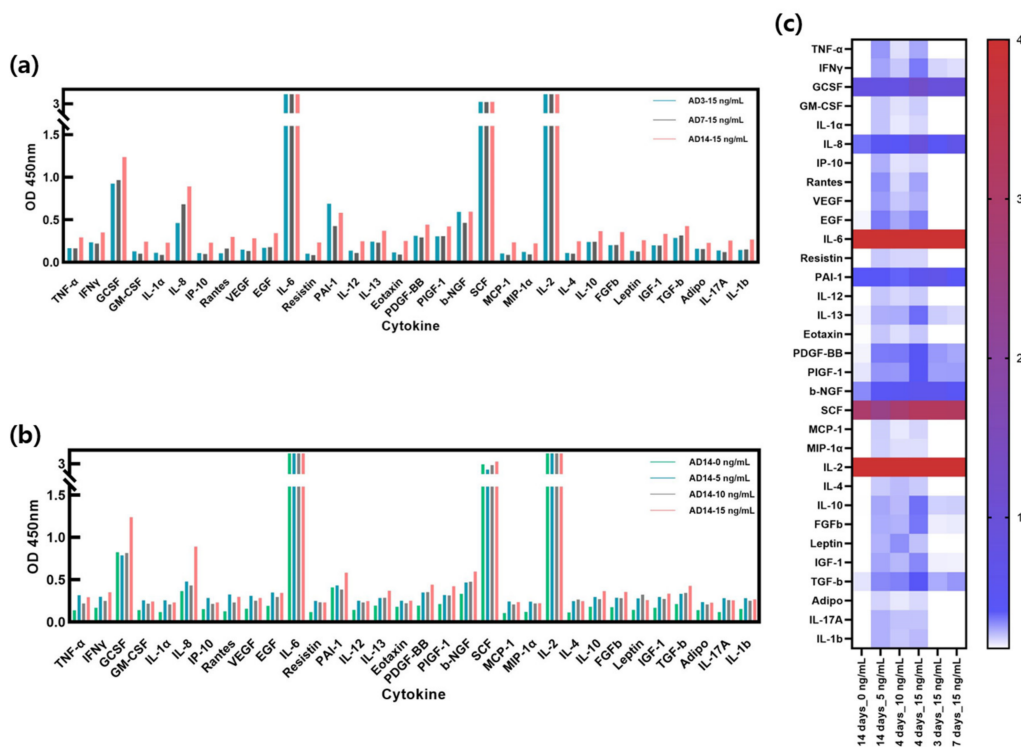 (a)
OD 450nm
3
1.5
1.0
0.5
0.0
AD3-15 ng/mL
AD7-15 ng/mL
AD14-15 ng/mL
TNF-α
IFNγ
GCSF
GM-CSF
IL-1α
IL-8
IP-10
Rantes
VEGF
EGF
IL-6
Resistin
PAI-1
IL-12
IL-13
Eotaxin
PDGF-BB
PIGF-1
b-NGF
SCF
MCP-1
MIP-1α
IL-2
IL-4
IL-10
FGFb
Leptin
IGF-1
TGF-b
Adipo
IL-17A
IL-1b
Cytokine
(b)
OD 450nm
3
1.5
1.0
0.5
0.0
AD14-0 ng/mL
AD14-5 ng/mL
AD14-10 ng/mL
AD14-15 ng/mL
TNF-α
IFNγ
GCSF
GM-CSF
IL-1α
IL-8
IP-10
Rantes
VEGF
EGF
IL-6
Resistin
PAI-1
IL-12
IL-13
Eotaxin
PDGF-BB
PIGF-1
b-NGF
SCF
MCP-1
MIP-1α
IL-2
IL-4
IL-10
FGFb
Leptin
IGF-1
TGF-b
Adipo
IL-17A
IL-1b
Cytokine
(c)
TNF-α
IFNγ
GCSF
GM-CSF
IL-1α
IL-8
IP-10
Rantes
VEGF
EGF
IL-6
Resistin
PAI-1
IL-12
IL-13
Eotaxin
PDGF-BB
PIGF-1
b-NGF
SCF
MCP-1
MIP-1α
IL-2
IL-4
IL-10
FGFb
Leptin
IGF-1
TGF-b
Adipo
IL-17A
IL-1b
14 days_0 ng/mL
14 days_5 ng/mL
4 days_10 ng/mL
4 days_15 ng/mL
3 days_15 ng/mL
7 days_15 ng/mL
4
3
2
1